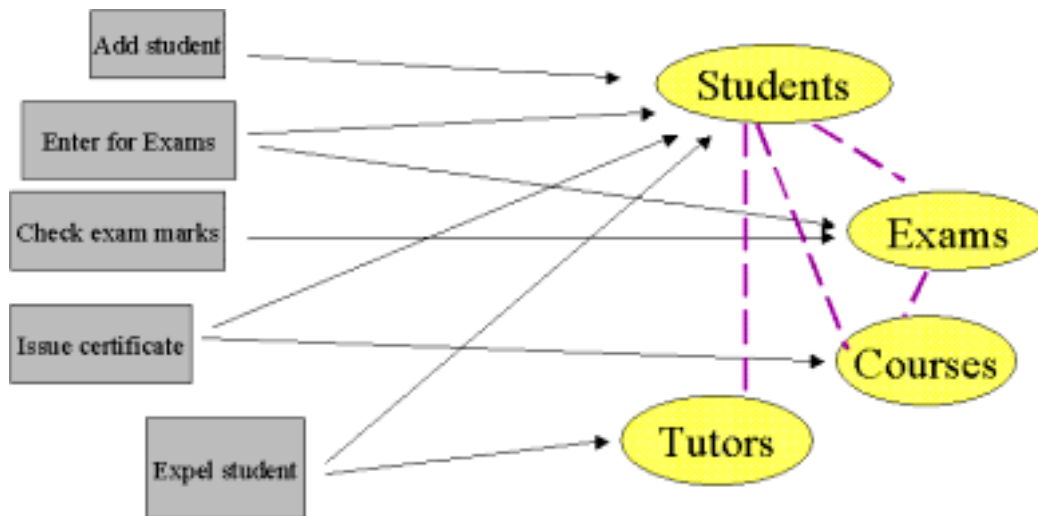 Add student
Students
Enter for Exams
Check exam marks
Exams
Issue certificate
Courses
Tutors
Expel student